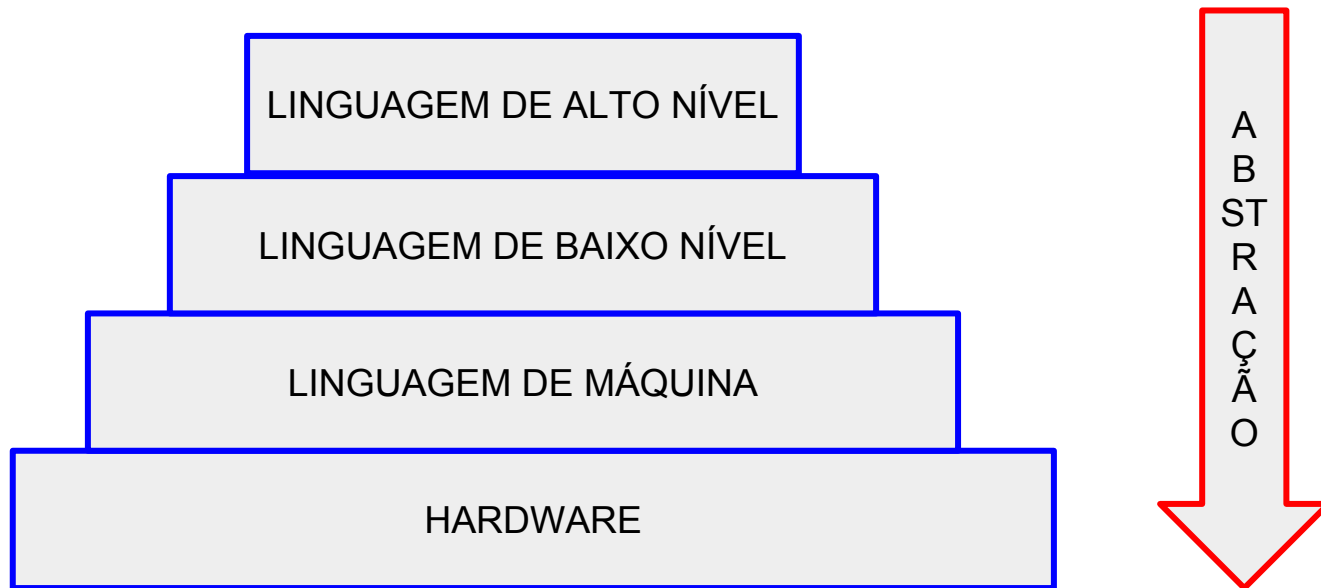 LINGUAGEM DE ALTO NÍVEL
LINGUAGEM DE BAIXO NÍVEL
LINGUAGEM DE MÁQUINA
HARDWARE
A
B
ST
R
A
Ç
Ã
O